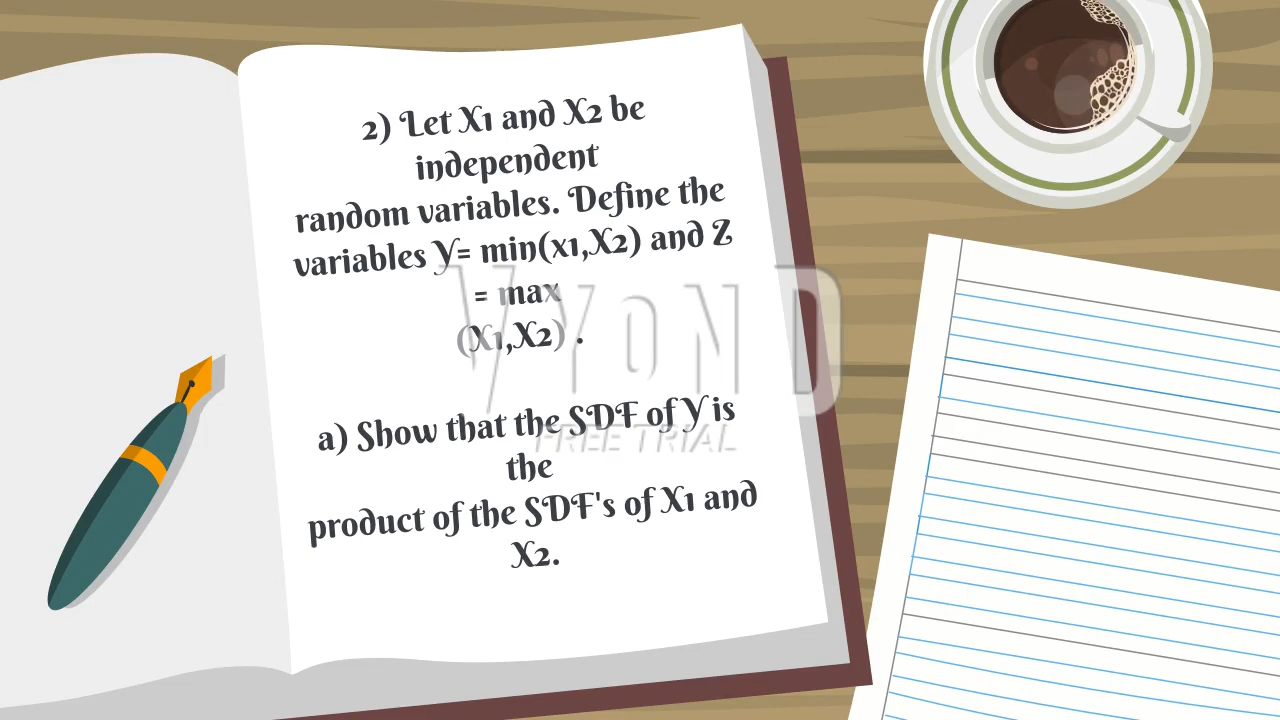 2) Let X1 and X2 be
independent
random variables. Define the
variables Y= min(x1,X2) and Z
= max
(X1,X2) .
a) Show that the SDF of Y is
the
product of the SDF's of X1 and
X2.
VYOND
FREE TRIAL